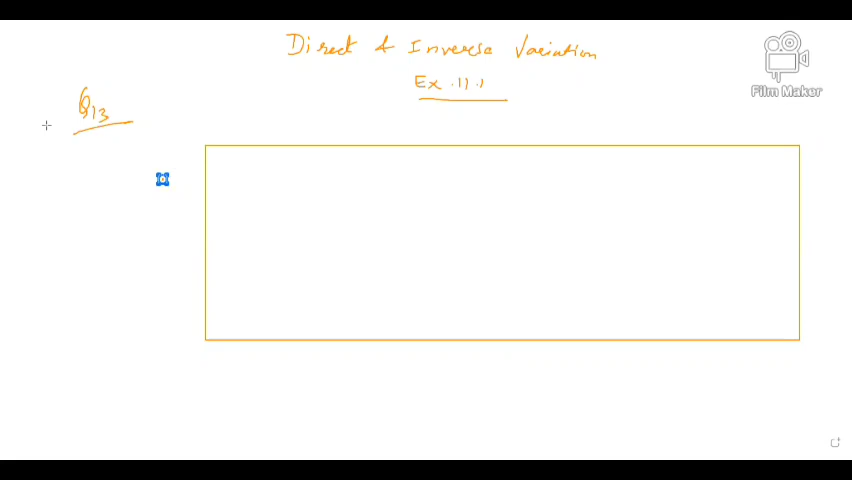 Direct & Inverse Variation
Ex. 11.1
Film Maker
Q13